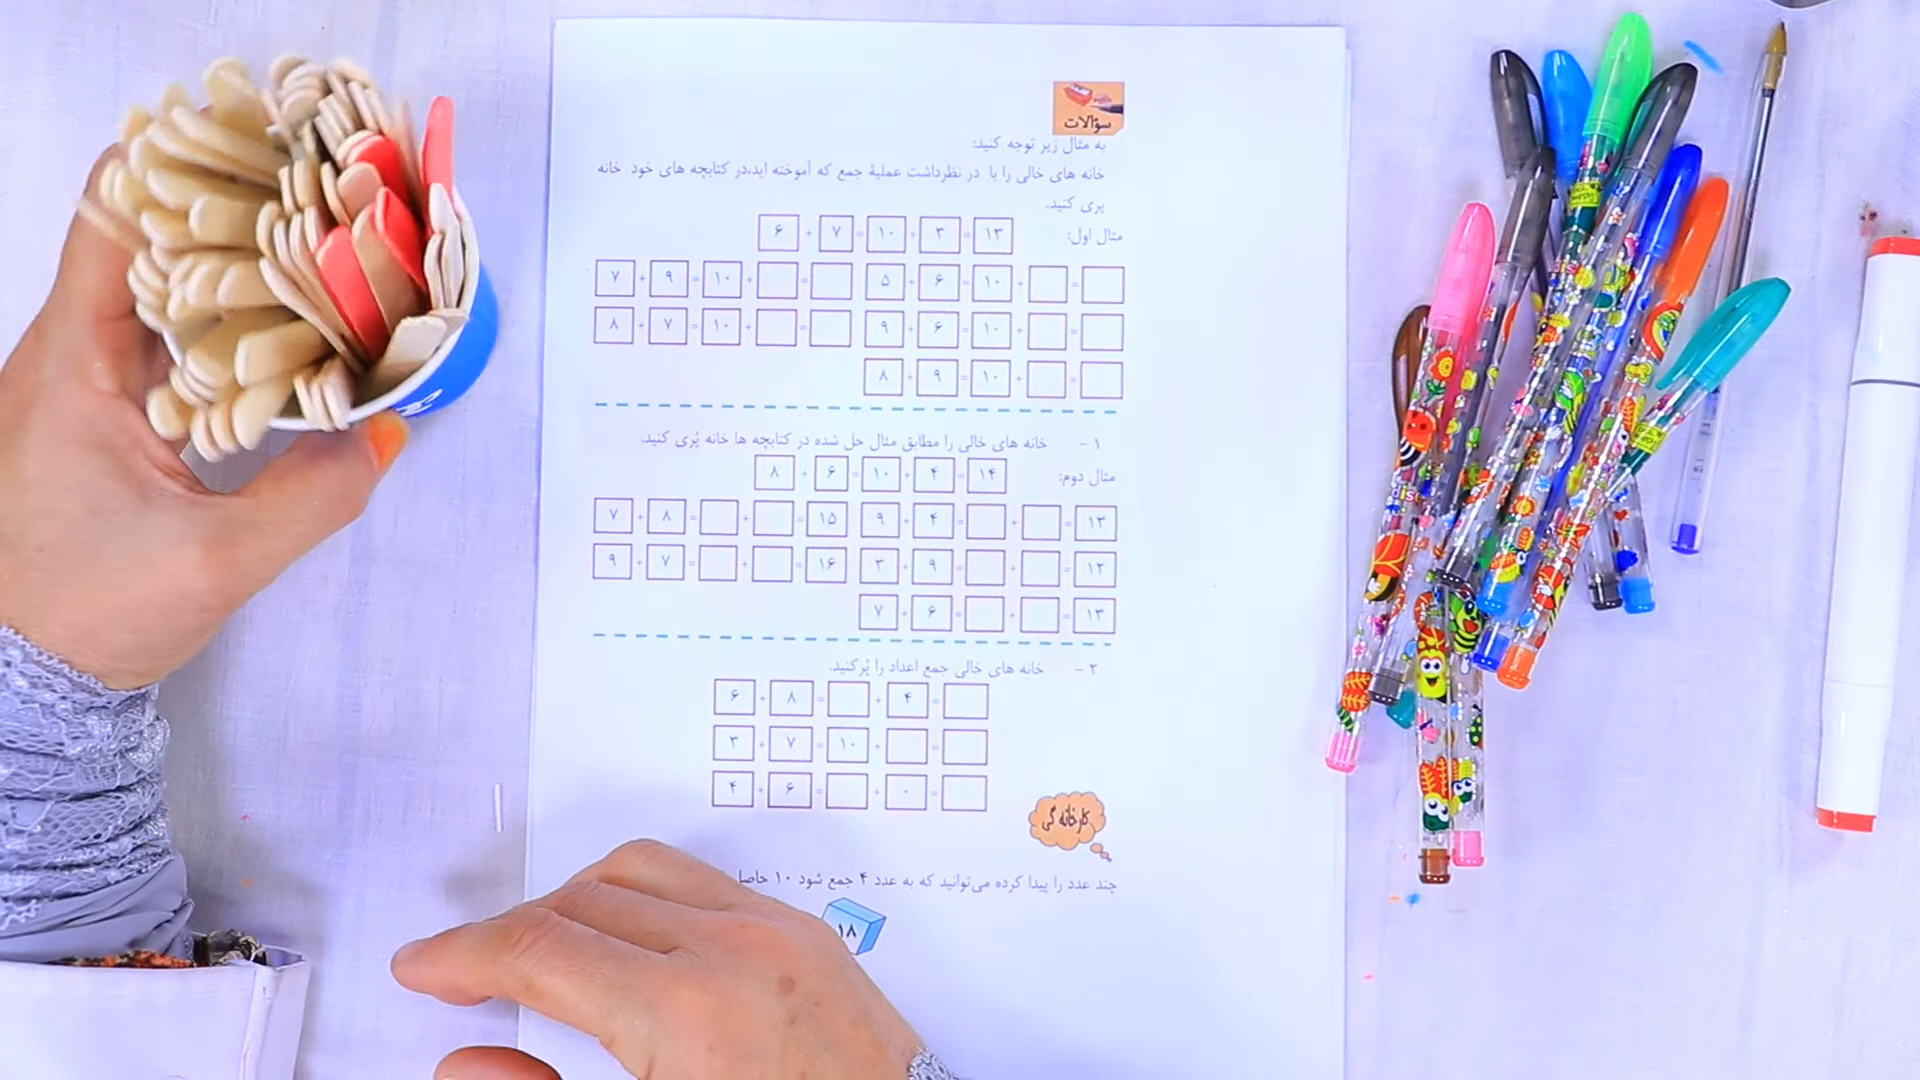 سؤالات
به مثال زیر توجه کنید:
خانه های خالی را با در نظرداشت عملیهٔ جمع که آموخته اید،در کتابچه های خود خانه
پری کنید.
مثال اول: ۶ + ۷ = ۱۰ + ۳ = ۱۳
۷ + ۹ = ۱۰ + = ۵ + ۶ = ۱۰ + =
۸ + ۷ = ۱۰ + = ۹ + ۶ = ۱۰ + =
۸ + ۹ = ۱۰ + =
۱ - خانه های خالی را مطابق مثال حل شده در کتابچه ها خانه پُری کنید.
مثال دوم: ۸ + ۶ = ۱۰ + ۴ = ۱۴
۷ + ۸ = + = ۱۵ ۹ + ۴ = + = ۱۳
۹ + ۷ = + = ۱۶ ۳ + ۹ = + = ۱۲
۷ + ۶ = + = ۱۳
۲ - خانه های خالی جمع اعداد را پُرکنید.
۶ + ۸ = + ۴ =
۳ + ۷ = ۱۰ + =
۴ + ۶ = + ۰ =
کارخانه گی
چند عدد را پیدا کرده می‌توانید که به عدد ۴ جمع شود ۱۰ حاصل
۱۸